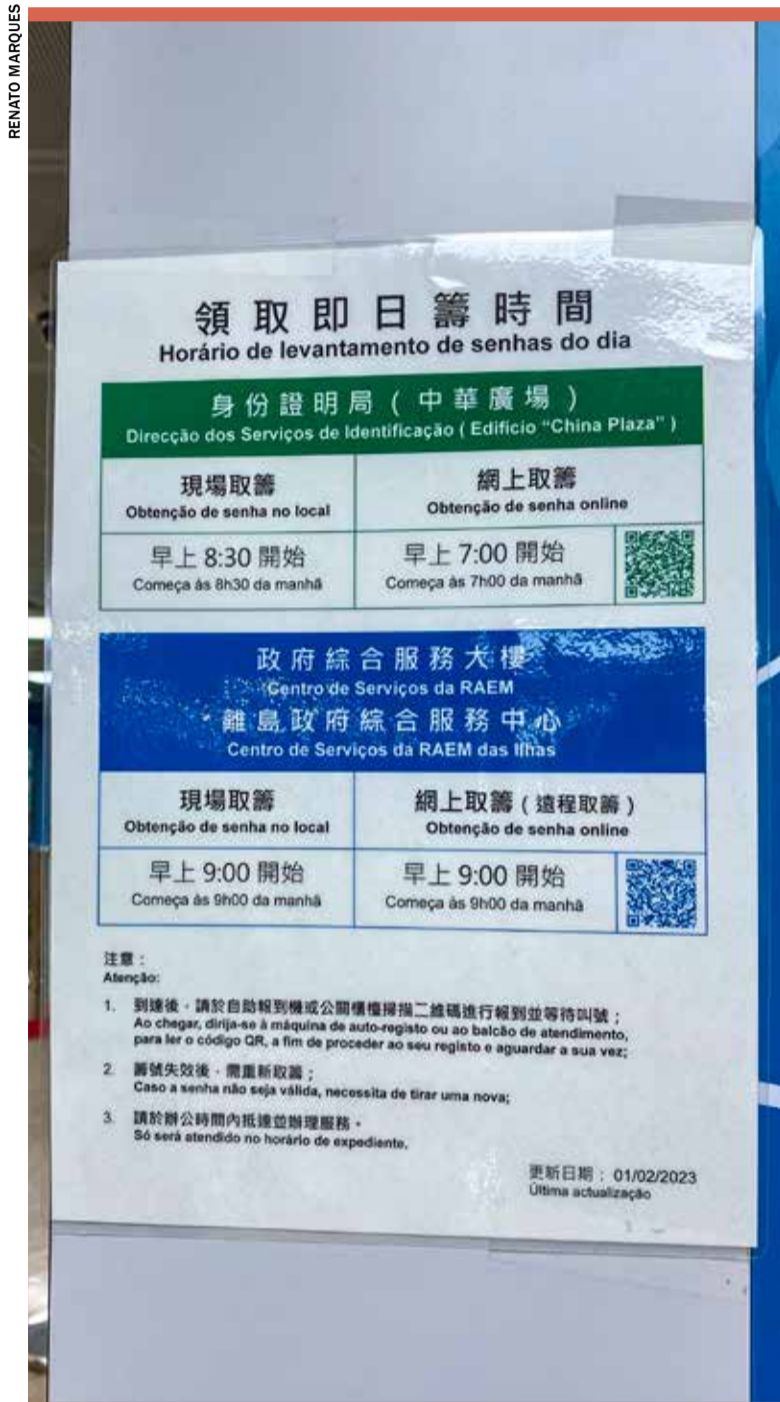 RENATO MARQUES
領取即日籌時間
Horário de levantamento de senhas do dia
身份證明局（中華廣場）
Direcção dos Serviços de Identificação ( Edifício “China Plaza” )
現場取籌
Obtenção de senha no local
網上取籌
Obtenção de senha online
早上 8:30 開始
Começa às 8h30 da manhã
早上 7:00 開始
Começa às 7h00 da manhã
政府綜合服務大樓
Centro de Serviços da RAEM
離島政府綜合服務中心
Centro de Serviços da RAEM das Ilhas
現場取籌
Obtenção de senha no local
網上取籌（遠程取籌）
Obtenção de senha online
早上 9:00 開始
Começa às 9h00 da manhã
早上 9:00 開始
Começa às 9h00 da manhã
注意：
Atenção:
1. 到達後，請於自助報到機或公關櫃檯掃描二維碼進行報到並等待叫號；
Ao chegar, dirija-se à máquina de auto-registo ou ao balcão de atendimento,
para ler o código QR, a fim de proceder ao seu registo e aguardar a sua vez;
2. 籌號失效後，需重新取籌；
Caso a senha não seja válida, necessita de tirar uma nova;
3. 請於辦公時間內抵達並辦理服務。
Só será atendido no horário de expediente.
更新日期： 01/02/2023
Última actualização